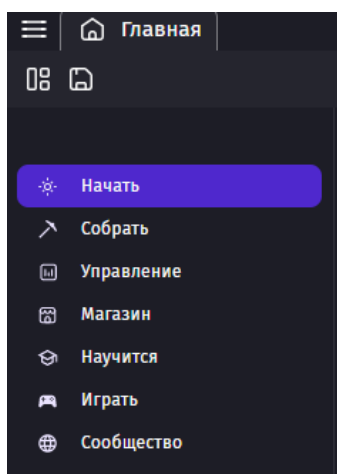 Главная
Начать
Собрать
Управление
Магазин
Научится
Играть
Сообщество